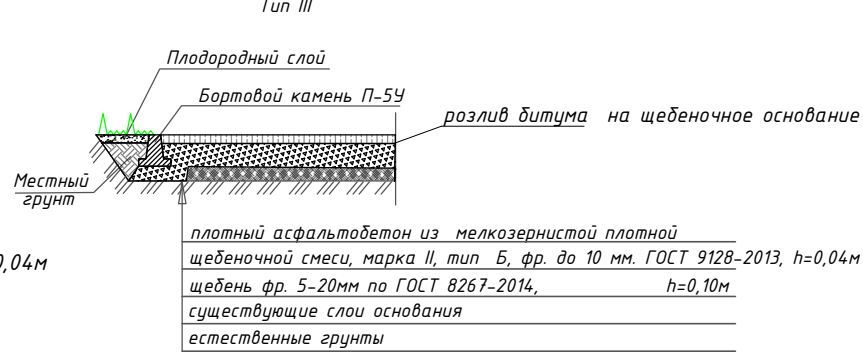 Тип III
Плодородный слой
Бортовой камень П-5У
розлив битума на щебеночное основание
Местный
грунт
плотный асфальтобетон из мелкозернистой плотной
0,04м
щебеночной смеси, марка II, тип Б, фр. до 10 мм. ГОСТ 9128-2013, h=0,04м
щебень фр. 5-20мм по ГОСТ 8267-2014, h=0,10м
существующие слои основания
естественные грунты